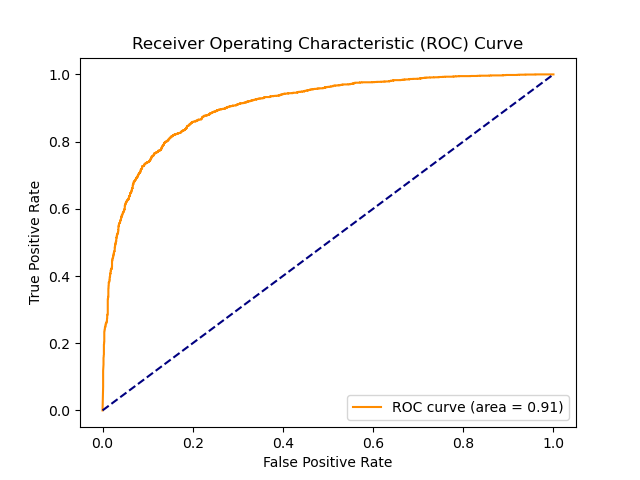 Receiver Operating Characteristic (ROC) Curve
1.0
0.8
0.6
0.4
0.2
0.0
True Positive Rate
ROC curve (area = 0.91)
0.0 0.2 0.4 0.6 0.8 1.0
False Positive Rate